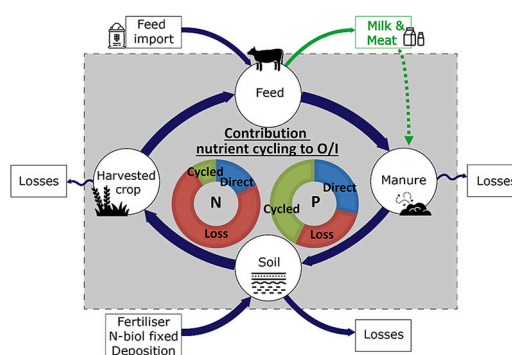 Feed
import
Milk &
Meat
Feed
Contribution
nutrient cycling to O/I
Losses
Harvested
crop
Cycled
Direct
N
Loss
Cycled
Direct
P
Loss
Manure
Losses
Soil
Fertiliser
N-biol fixed
Deposition
Losses